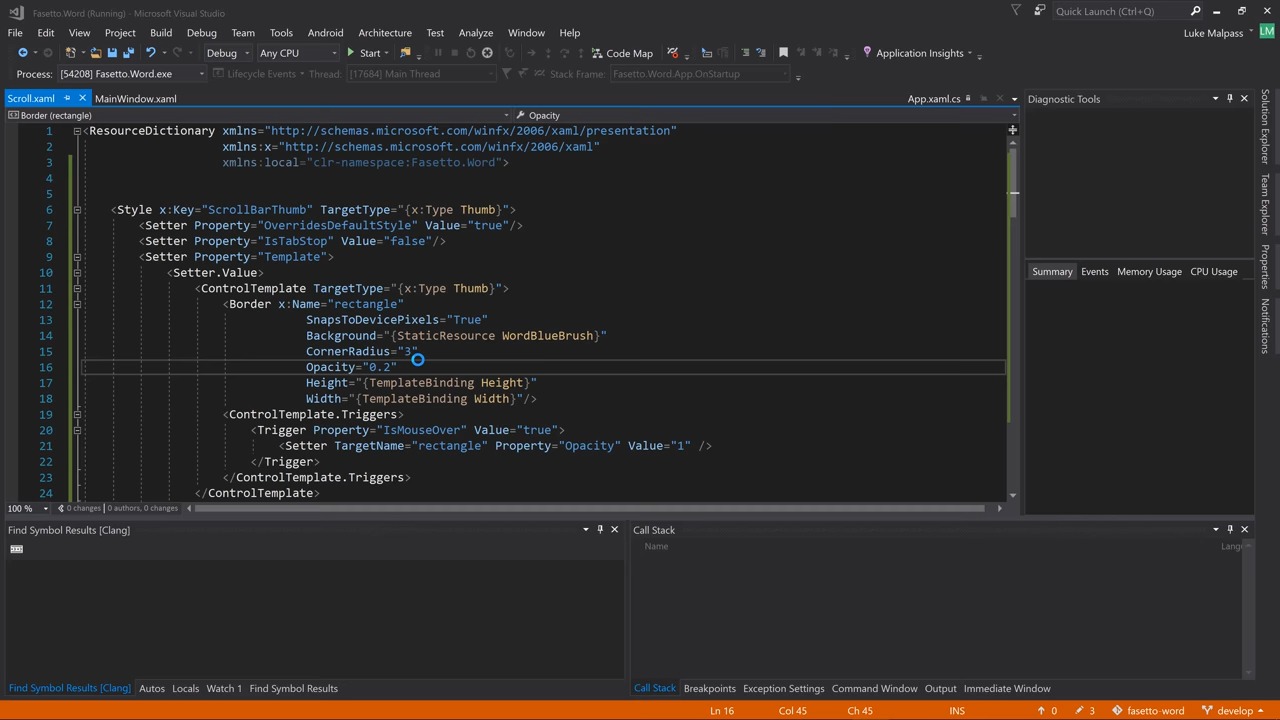 Fasetto.Word (Running) - Microsoft Visual Studio
Quick Launch (Ctrl+Q)
File Edit View Project Build Debug Team Tools Android Architecture Test Analyze Window Help
Luke Malpass
LM
Debug Any CPU Start Code Map Application Insights
Process: [54208] Fasetto.Word.exe Lifecycle Events Thread: [17684] Main Thread Stack Frame: Fasetto.Word.App.OnStartup
Scroll.xaml MainWindow.xaml App.xaml.cs
Diagnostic Tools
Border (rectangle) Opacity
1 <ResourceDictionary xmlns="http://schemas.microsoft.com/winfx/2006/xaml/presentation"
2 xmlns:x="http://schemas.microsoft.com/winfx/2006/xaml"
3 xmlns:local="clr-namespace:Fasetto.Word">
4
5
6 <Style x:Key="ScrollBarThumb" TargetType="{x:Type Thumb}">
7 <Setter Property="OverridesDefaultStyle" Value="true"/>
8 <Setter Property="IsTabStop" Value="false"/>
9 <Setter Property="Template">
10 <Setter.Value>
11 <ControlTemplate TargetType="{x:Type Thumb}">
12 <Border x:Name="rectangle"
13 SnapsToDevicePixels="True"
14 Background="{StaticResource WordBlueBrush}"
15 CornerRadius="3"
16 Opacity="0.2"
17 Height="{TemplateBinding Height}"
18 Width="{TemplateBinding Width}"/>
19 <ControlTemplate.Triggers>
20 <Trigger Property="IsMouseOver" Value="true">
21 <Setter TargetName="rectangle" Property="Opacity" Value="1" />
22 </Trigger>
23 </ControlTemplate.Triggers>
24 </ControlTemplate>
Summary Events Memory Usage CPU Usage
Solution Explorer
Team Explorer
Properties
Notifications
100 % 0 changes | 0 authors, 0 changes
Find Symbol Results [Clang]
Call Stack
Name Langu
Find Symbol Results [Clang] Autos Locals Watch 1 Find Symbol Results
Call Stack Breakpoints Exception Settings Command Window Output Immediate Window
Ln 16 Col 45 Ch 45 INS 0 3 fasetto-word develop